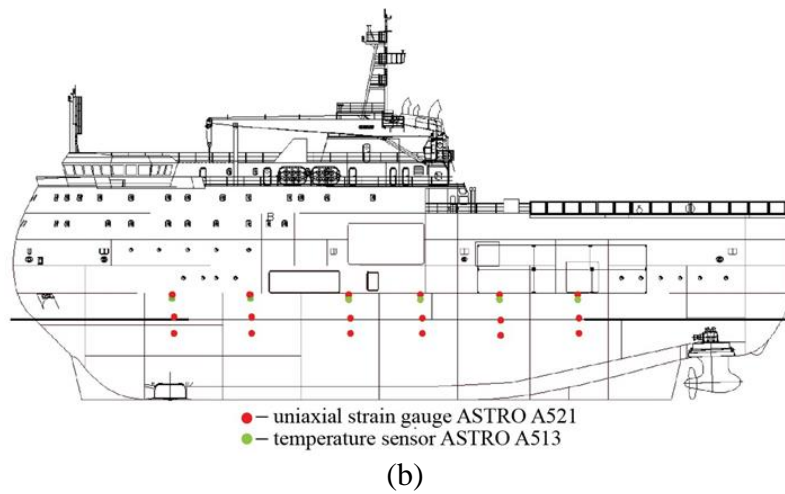 – uniaxial strain gauge ASTRO A521
– temperature sensor ASTRO A513
(b)